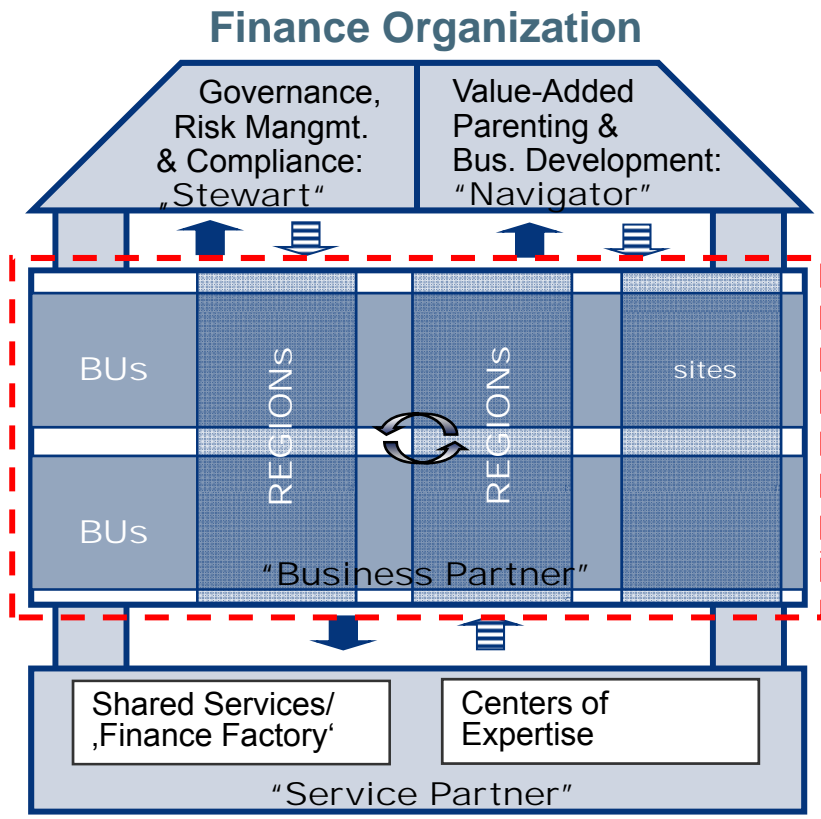 Finance Organization
Governance,
Risk Mangmt.
& Compliance:
„Stewart“
Value-Added
Parenting &
Bus. Development:
“Navigator”
BUs
REGIONs
REGIONs
sites
BUs
“Business Partner”
Shared Services/
‚Finance Factory‘
Centers of
Expertise
“Service Partner”